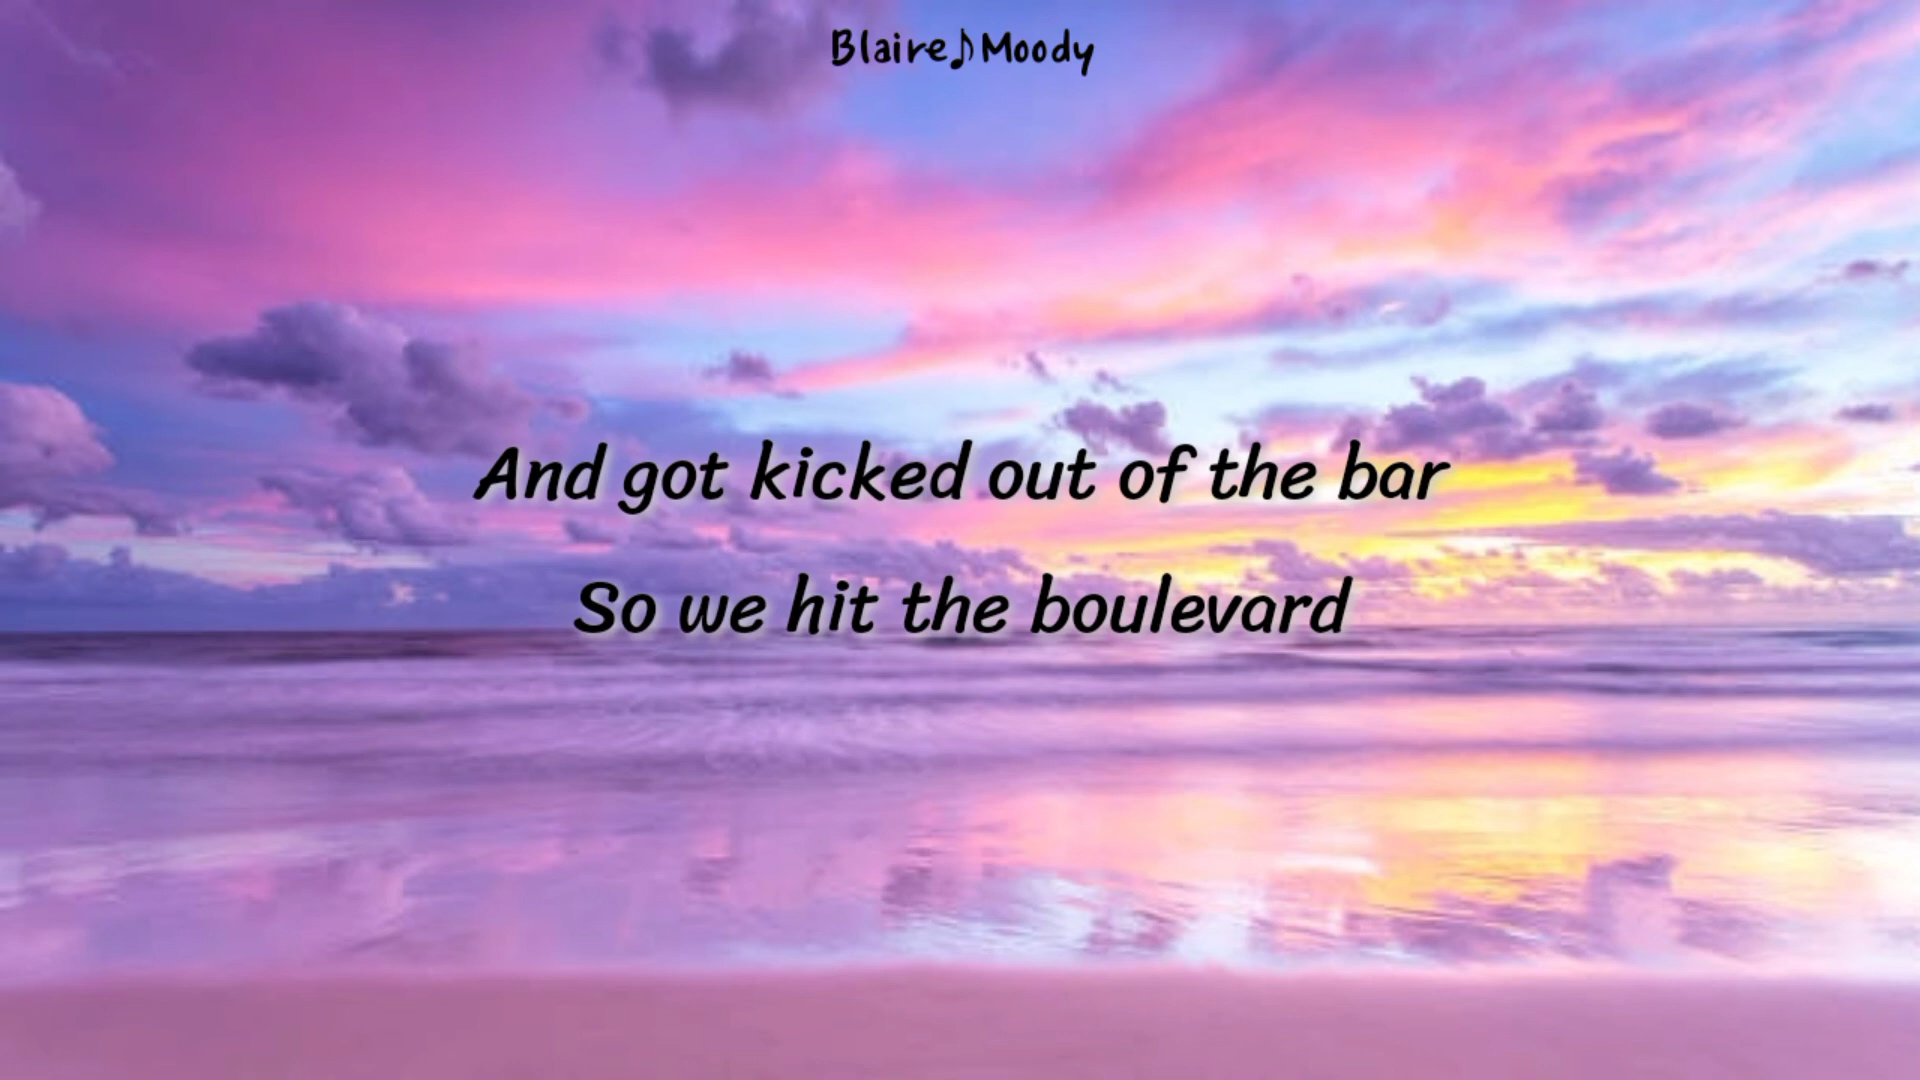 Blaire♪Moody
And got kicked out of the bar
So we hit the boulevard